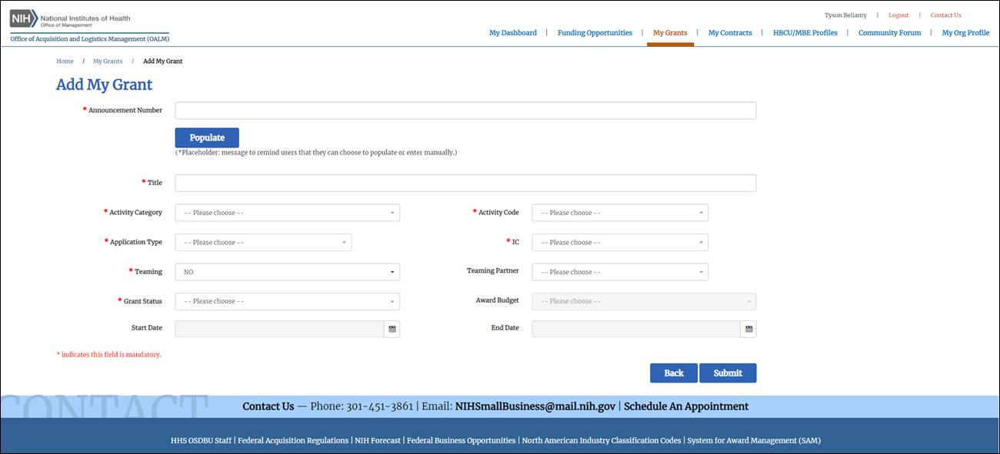 NIH National Institutes of Health
Office of Management
Office of Acquisition and Logistics Management (OALM)
Tyson Bellamy | Logout | Contact Us
My Dashboard | Funding Opportunities | My Grants | My Contracts | HBCU/MBE Profiles | Community Forum | My Org Profile
Home / My Grants / Add My Grant
Add My Grant
* Announcement Number
Populate
(*Placeholder: message to remind users that they can choose to populate or enter manually.)
* Title
* Activity Category -- Please choose -- * Activity Code -- Please choose --
* Application Type -- Please choose -- * IC -- Please choose --
* Teaming NO Teaming Partner -- Please choose --
* Grant Status -- Please choose -- Award Budget -- Please choose --
Start Date End Date
* indicates this field is mandatory.
Back Submit
CONTACT
Contact Us — Phone: 301-451-3861 | Email: NIHSmallBusiness@mail.nih.gov | Schedule An Appointment
HHS OSDBU Staff | Federal Acquisition Regulations | NIH Forecast | Federal Business Opportunities | North American Industry Classification Codes | System for Award Management (SAM)